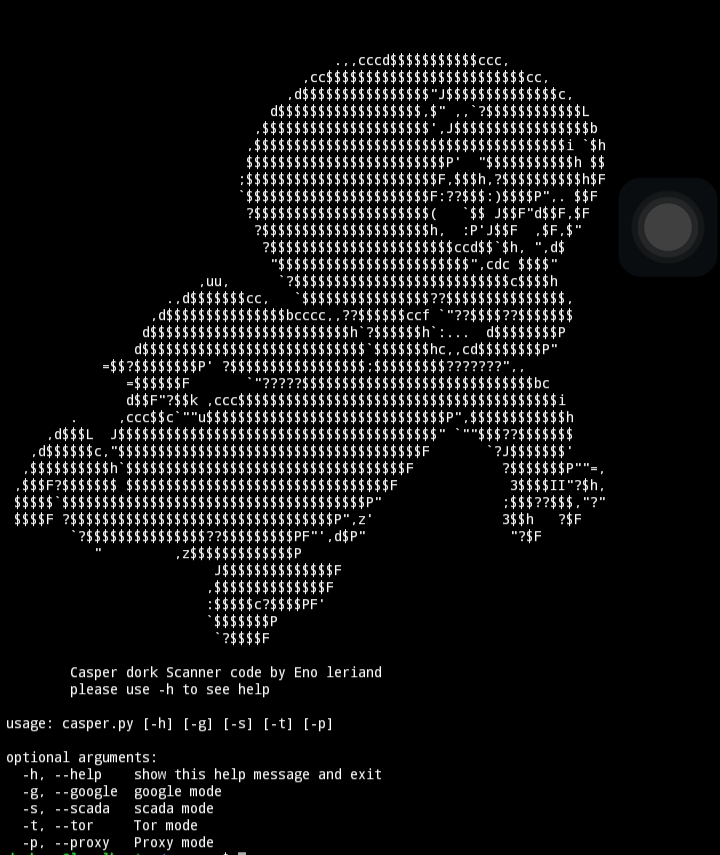 Casper dork Scanner code by Eno leriand
please use -h to see help
usage: casper.py [-h] [-g] [-s] [-t] [-p]
optional arguments:
-h, --help show this help message and exit
-g, --google google mode
-s, --scada scada mode
-t, --tor Tor mode
-p, --proxy Proxy mode